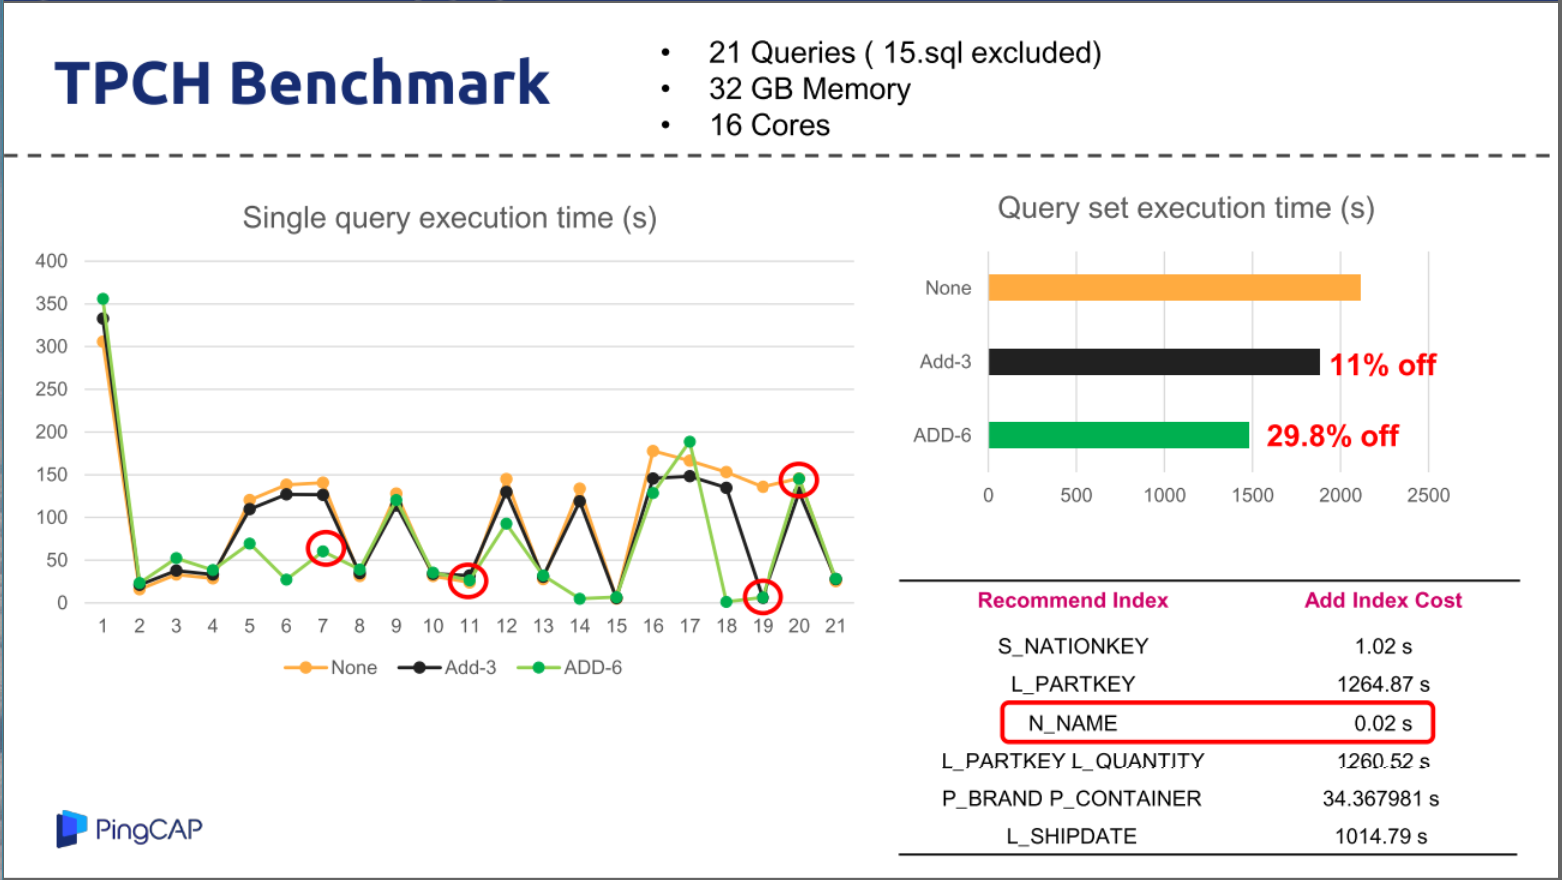 TPCH Benchmark
• 21 Queries ( 15.sql excluded)
• 32 GB Memory
• 16 Cores
Single query execution time (s)
400
350
300
250
200
150
100
50
0
1 2 3 4 5 6 7 8 9 10 11 12 13 14 15 16 17 18 19 20 21
None Add-3 ADD-6
Query set execution time (s)
None
Add-3 11% off
ADD-6 29.8% off
0 500 1000 1500 2000 2500
Recommend Index Add Index Cost
S_NATIONKEY 1.02 s
L_PARTKEY 1264.87 s
N_NAME 0.02 s
L_PARTKEY L_QUANTITY 1260.52 s
P_BRAND P_CONTAINER 34.367981 s
L_SHIPDATE 1014.79 s
PingCAP